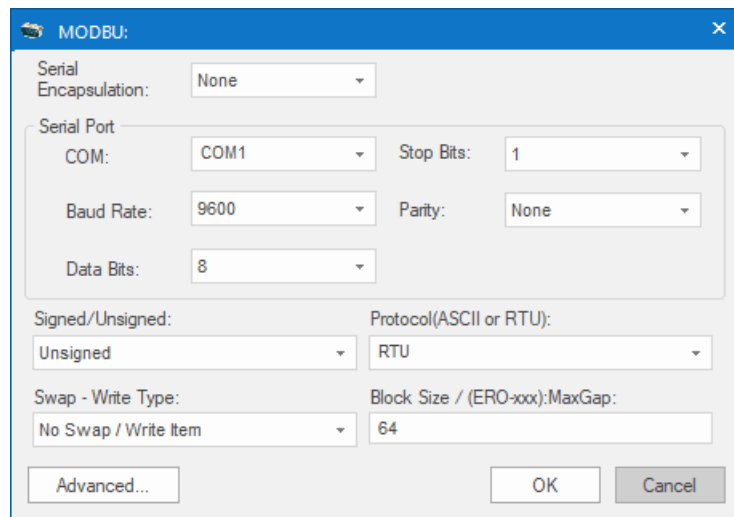 MODBU:
Serial
Encapsulation:
None
Serial Port
COM:
COM1
Stop Bits:
1
Baud Rate:
9600
Parity:
None
Data Bits:
8
Signed/Unsigned:
Protocol(ASCII or RTU):
Unsigned
RTU
Swap - Write Type:
Block Size / (ERO-xxx):MaxGap:
No Swap / Write Item
64
Advanced...
OK
Cancel